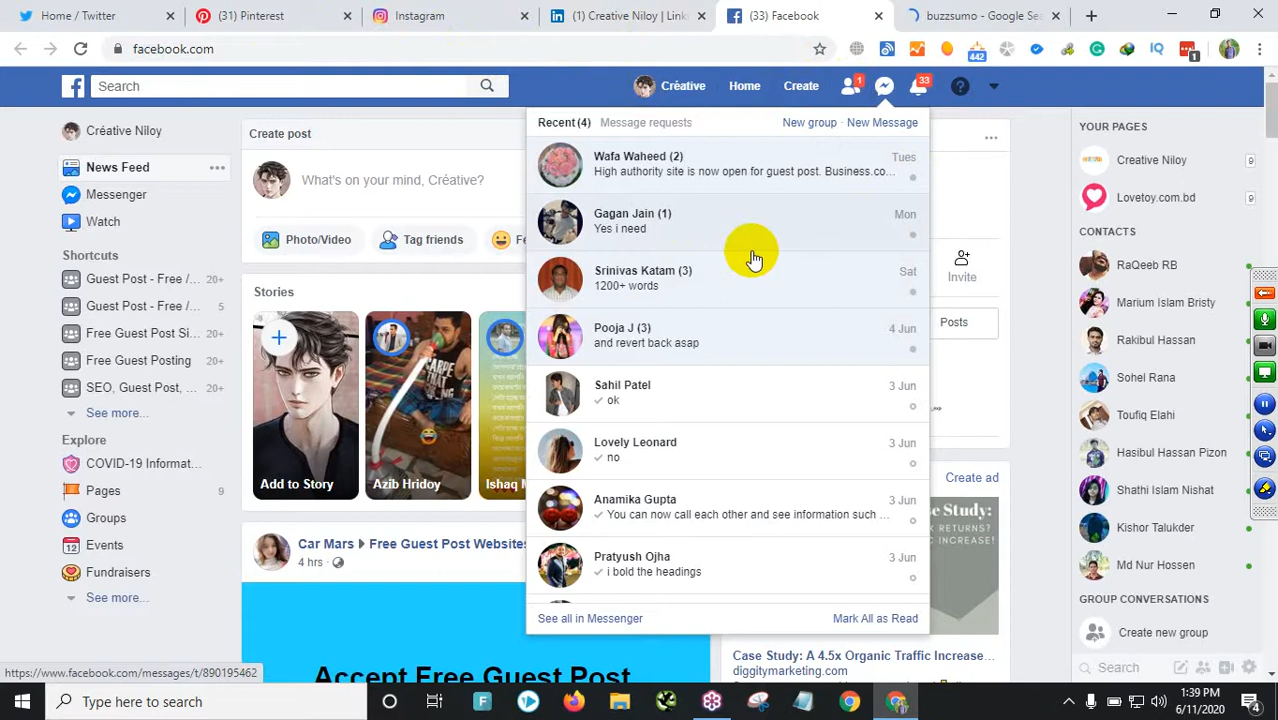 Home / Twitter
(31) Pinterest
Instagram
(1) Creative Niloy | Link
(33) Facebook
buzzsumo - Google Sea
facebook.com
442
IQ
1
Search
Créative
Home
Create
1
33
Recent (4)
Message requests
New group · New Message
Wafa Waheed (2)
Tues
High authority site is now open for guest post. Business.co...
Gagan Jain (1)
Mon
Yes i need
Srinivas Katam (3)
Sat
1200+ words
Pooja J (3)
4 Jun
and revert back asap
Sahil Patel
3 Jun
ok
Lovely Leonard
3 Jun
no
Anamika Gupta
3 Jun
You can now call each other and see information such ...
Pratyush Ojha
3 Jun
i bold the headings
See all in Messenger
Mark All as Read
Créative Niloy
News Feed
Messenger
Watch
Shortcuts
Guest Post - Free /...
20+
Guest Post - Free /...
5
Free Guest Post Si...
20+
Free Guest Posting
20+
SEO, Guest Post, ...
20+
See more...
Explore
COVID-19 Informat...
Pages
9
Groups
Events
12
Fundraisers
See more...
Create post
What's on your mind, Créative?
Photo/Video
Tag friends
Fe
Stories
Add to Story
Azib Hridoy
Ishaq M
Car Mars
Free Guest Post Websites
4 hrs ·
Accept Free Guest Post
Invite
Posts
Create ad
Case Study:
X RETURNS?
C INCREASE!
Case Study: A 4.5x Organic Traffic Increase...
diggitymarketing.com
YOUR PAGES
Creative Niloy
9
Lovetoy.com.bd
9
CONTACTS
RaQeeb RB
Marium Islam Bristy
Rakibul Hassan
Sohel Rana
Toufiq Elahi
Hasibul Hassan Pizon
Shathi Islam Nishat
Kishor Talukder
Md Nur Hossen
GROUP CONVERSATIONS
Create new group
Search
https://www.facebook.com/messages/t/890195462
Type here to search
1:39 PM
6/11/2020
4